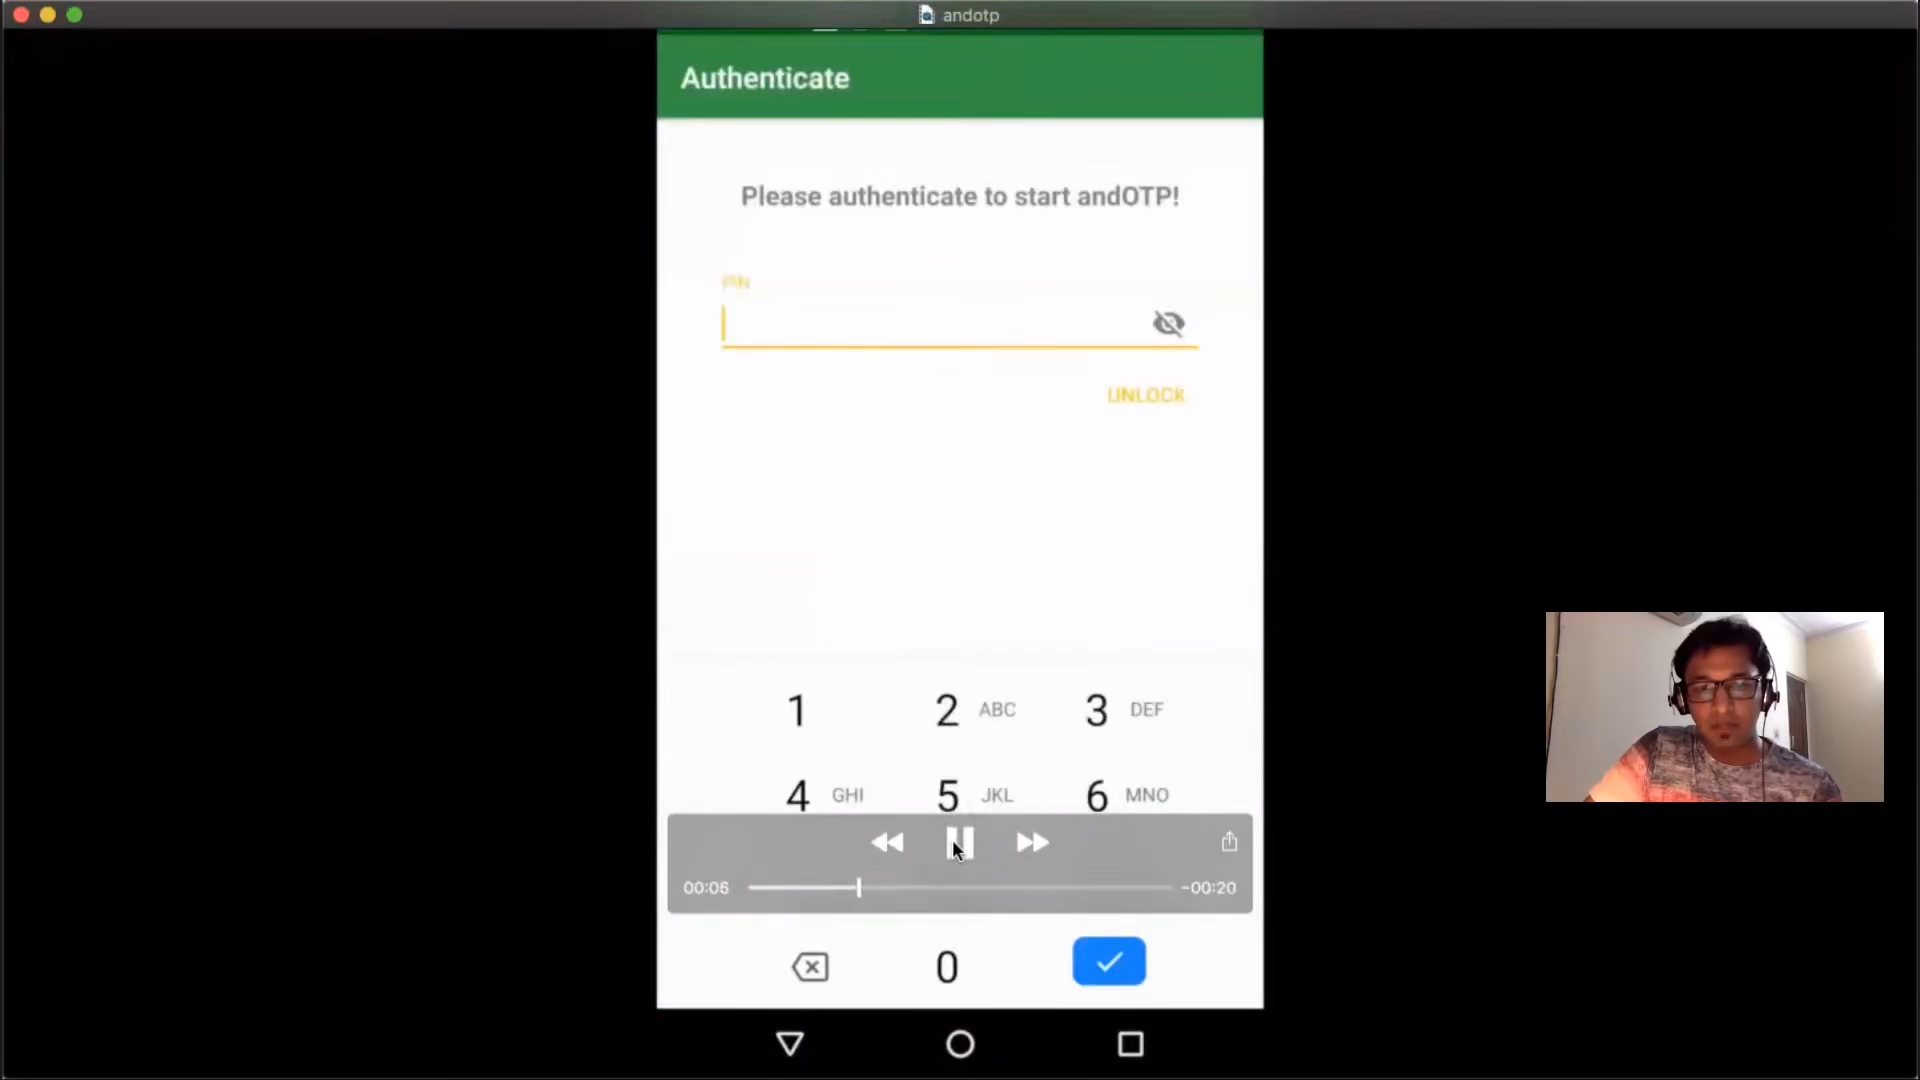 andotp
Authenticate
Please authenticate to start andOTP!
PIN
UNLOCK
1 2 ABC 3 DEF
4 GHI 5 JKL 6 MNO
00:06 -00:20
0